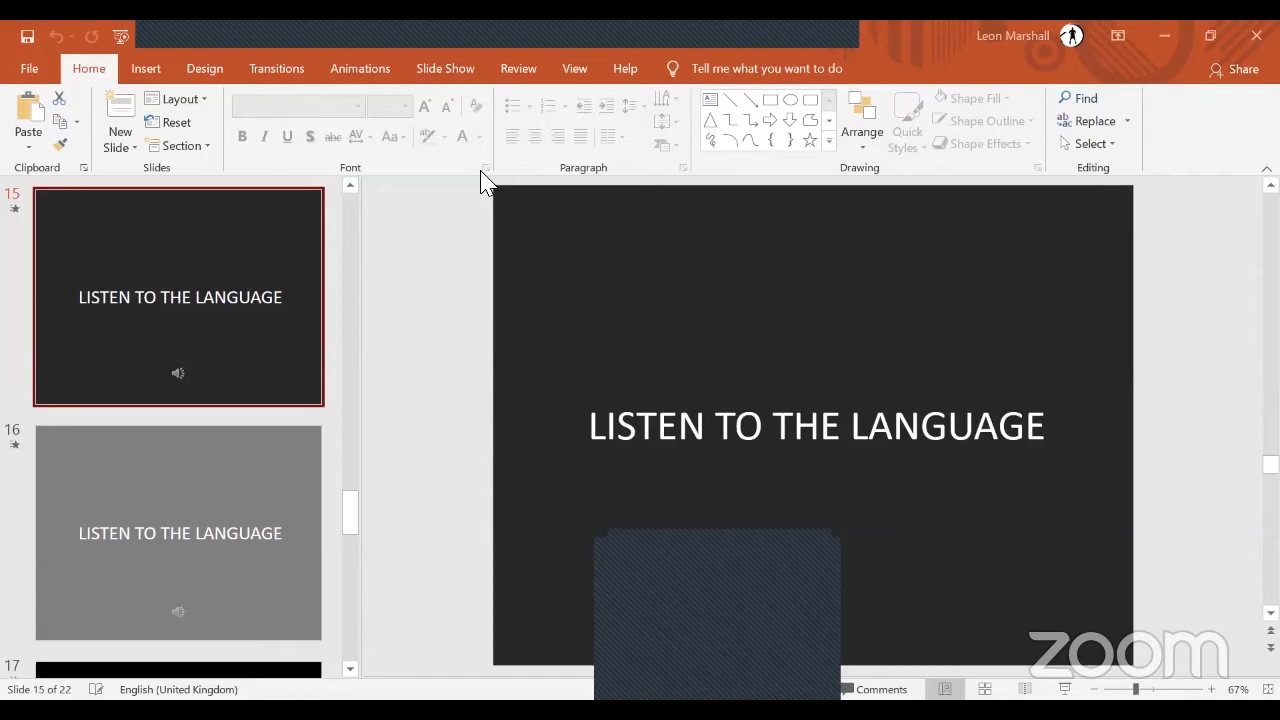 Leon Marshall
File Home Insert Design Transitions Animations Slide Show Review View Help Tell me what you want to do Share
Paste
New Slide
Layout
Reset
Section
B I U S abc AV Aa A
Arrange
Quick Styles
Shape Fill
Shape Outline
Shape Effects
Find
Replace
Select
Clipboard Slides Font Paragraph Drawing Editing
15
LISTEN TO THE LANGUAGE
16
LISTEN TO THE LANGUAGE
17
LISTEN TO THE LANGUAGE
zoom
Slide 15 of 22 English (United Kingdom) Comments 67%